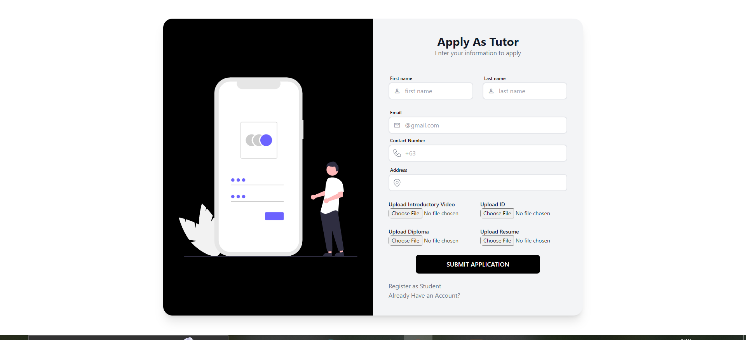 Apply As Tutor
Enter your information to apply
First name Last name
first name last name
Email
@gmail.com
Contact Number
+63
Address
Upload Introductory Video Upload ID
Choose File No file chosen Choose File No file chosen
Upload Diploma Upload Resume
Choose File No file chosen Choose File No file chosen
SUBMIT APPLICATION
Register as Student
Already Have an Account?